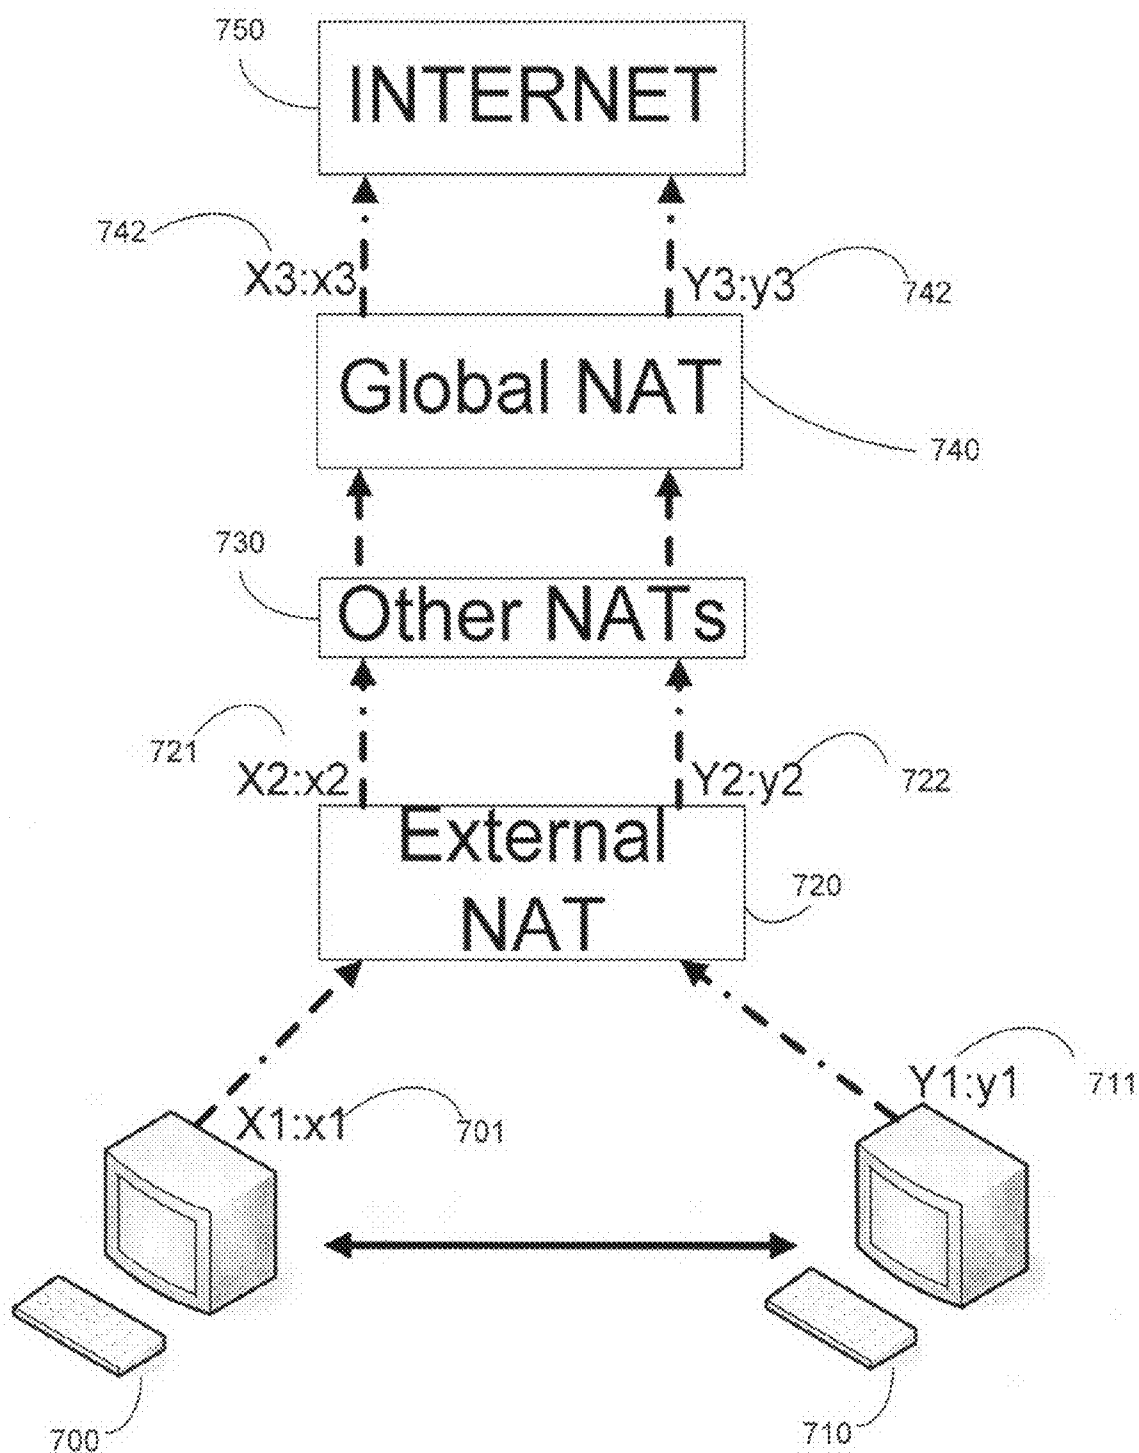 750
INTERNET
742
X3:x3
Y3:y3
742
Global NAT
740
730
Other NATs
721
X2:x2
Y2:y2
722
External
NAT
720
Y1:y1
711
X1:x1
701
700
710